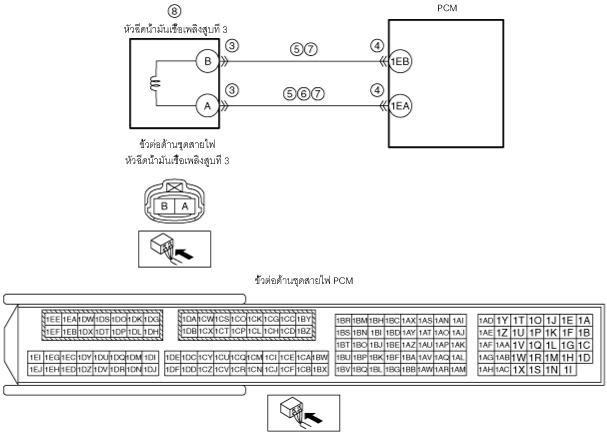 ⑧
PCM
หัวฉีดน้ำมันเชื้อเพลิงสูบที่ 3
B ③ ⑤⑦ ④ 1EB
A ③ ⑤⑥⑦ ④ 1EA
ขั้วต่อด้านชุดสายไฟ
หัวฉีดน้ำมันเชื้อเพลิงสูบที่ 3
B A
ขั้วต่อด้านชุดสายไฟ PCM
1EE 1EA 1DW 1DS 1DO 1DK 1DG 1DA 1CW 1CS 1CO 1CK 1CG 1CC 1BY 1BR 1BM 1BH 1BC 1AX 1AS 1AN 1AI 1AD 1Y 1T 1O 1J 1E 1A
1EF 1EB 1DX 1DT 1DP 1DL 1DH 1DB 1CX 1CT 1CP 1CL 1CH 1CD 1BZ 1BS 1BN 1BI 1BD 1AY 1AT 1AO 1AJ 1AE 1Z 1U 1P 1K 1F 1B
1BT 1BO 1BJ 1BE 1AZ 1AU 1AP 1AK 1AF 1AA 1V 1Q 1L 1G 1C
1EI 1EG 1EC 1DY 1DU 1DQ 1DM 1DI 1DE 1DC 1CY 1CU 1CQ 1CM 1CI 1CE 1CA 1BW 1BU 1BP 1BK 1BF 1BA 1AV 1AQ 1AL 1AG 1AB 1W 1R 1M 1H 1D
1EJ 1EH 1ED 1DZ 1DV 1DR 1DN 1DJ 1DF 1DD 1CZ 1CV 1CR 1CN 1CJ 1CF 1CB 1BX 1BV 1BQ 1BL 1BG 1BB 1AW 1AR 1AM 1AH 1AC 1X 1S 1N 1I